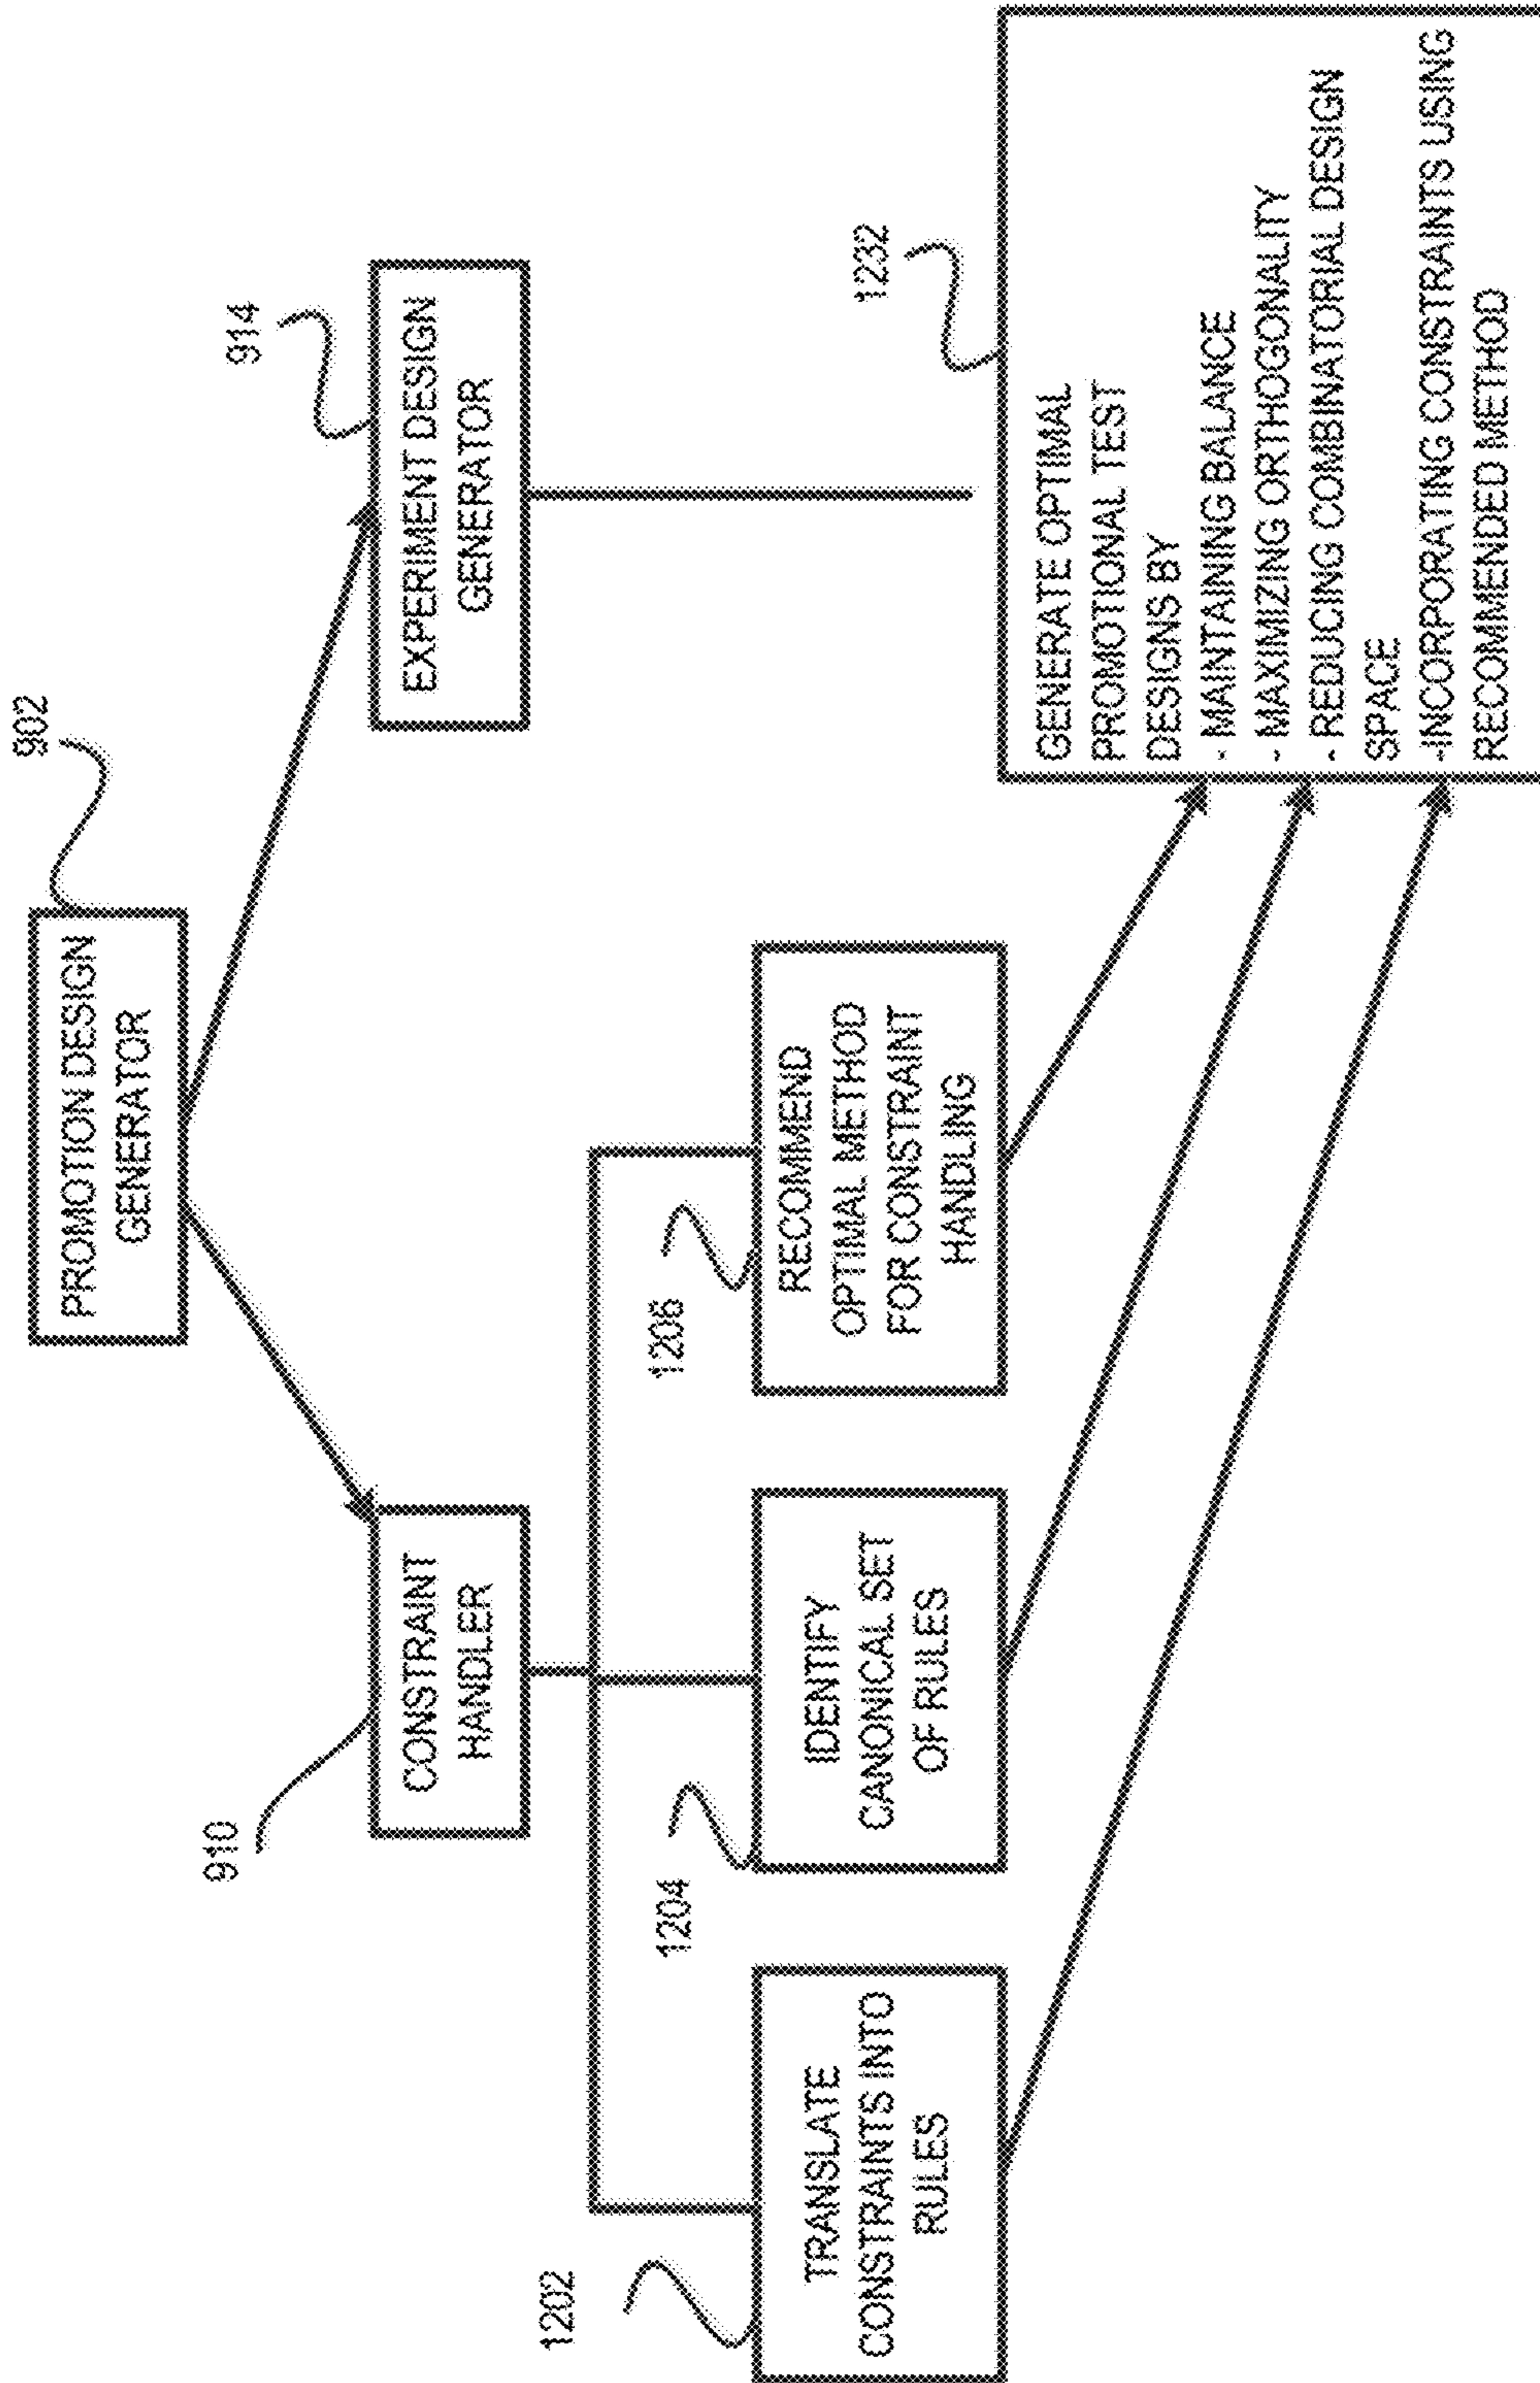 902
PROMOTION DESIGN
GENERATOR
910
CONSTRAINT
HANDLER
914
EXPERIMENT DESIGN
GENERATOR
1202
TRANSLATE
CONSTRAINTS INTO
RULES
1204
IDENTIFY
CANONICAL SET
OF RULES
1206
RECOMMEND
OPTIMAL METHOD
FOR CONSTRAINT
HANDLING
1232
GENERATE OPTIMAL
PROMOTIONAL TEST
DESIGNS BY
- MAINTAINING BALANCE
- MAXIMIZING ORTHOGONALITY
- REDUCING COMBINATORIAL DESIGN
SPACE
-INCORPORATING CONSTRAINTS USING
RECOMMENDED METHOD